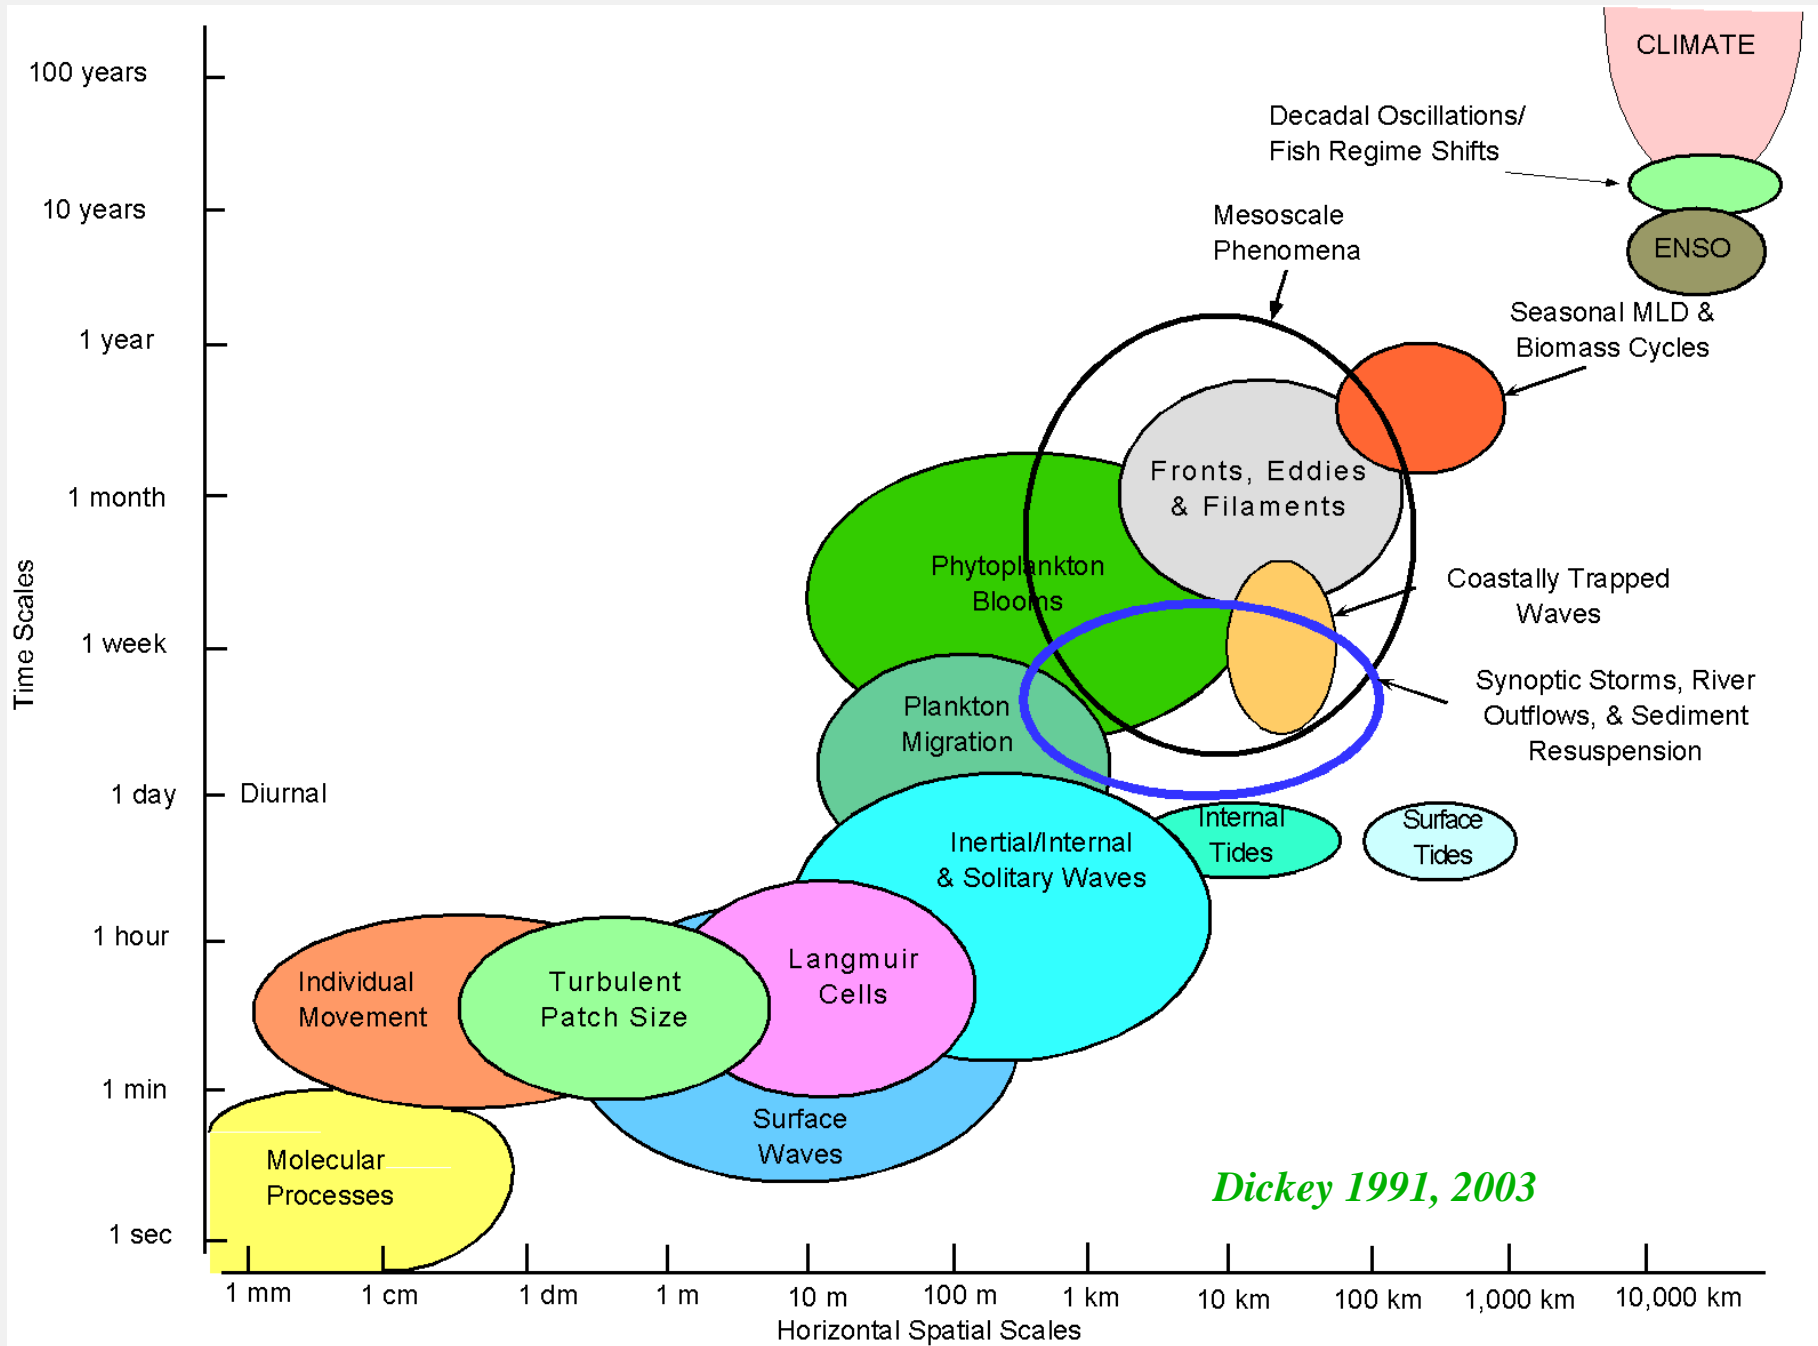 CLIMATE
100 years
Decadal Oscillations/
Fish Regime Shifts
10 years
Mesoscale
Phenomena
ENSO
Seasonal MLD &
Biomass Cycles
1 year
Fronts, Eddies
& Filaments
1 month
Phytoplankton
Blooms
Coastally Trapped
Waves
Time Scales
1 week
Plankton
Migration
Synoptic Storms, River
Outflows, & Sediment
Resuspension
1 day
Diurnal
Internal
Tides
Surface
Tides
Inertial/Internal
& Solitary Waves
1 hour
Individual
Movement
Turbulent
Patch Size
Langmuir
Cells
1 min
Surface
Waves
Molecular
Processes
Dickey 1991, 2003
1 sec
1 mm
1 cm
1 dm
1 m
10 m
100 m
1 km
10 km
100 km
1,000 km
10,000 km
Horizontal Spatial Scales